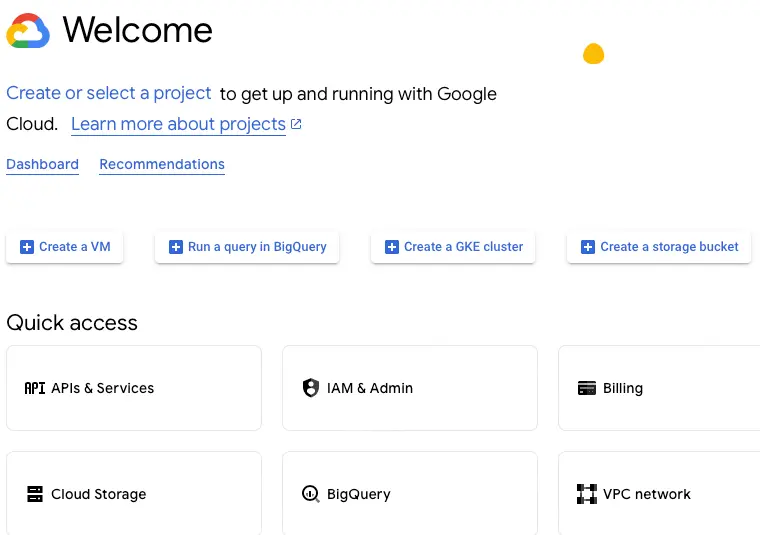 Welcome
Create or select a project to get up and running with Google
Cloud. Learn more about projects
Dashboard Recommendations
Create a VM Run a query in BigQuery Create a GKE cluster Create a storage bucket
Quick access
API APIs & Services IAM & Admin Billing
Cloud Storage BigQuery VPC network